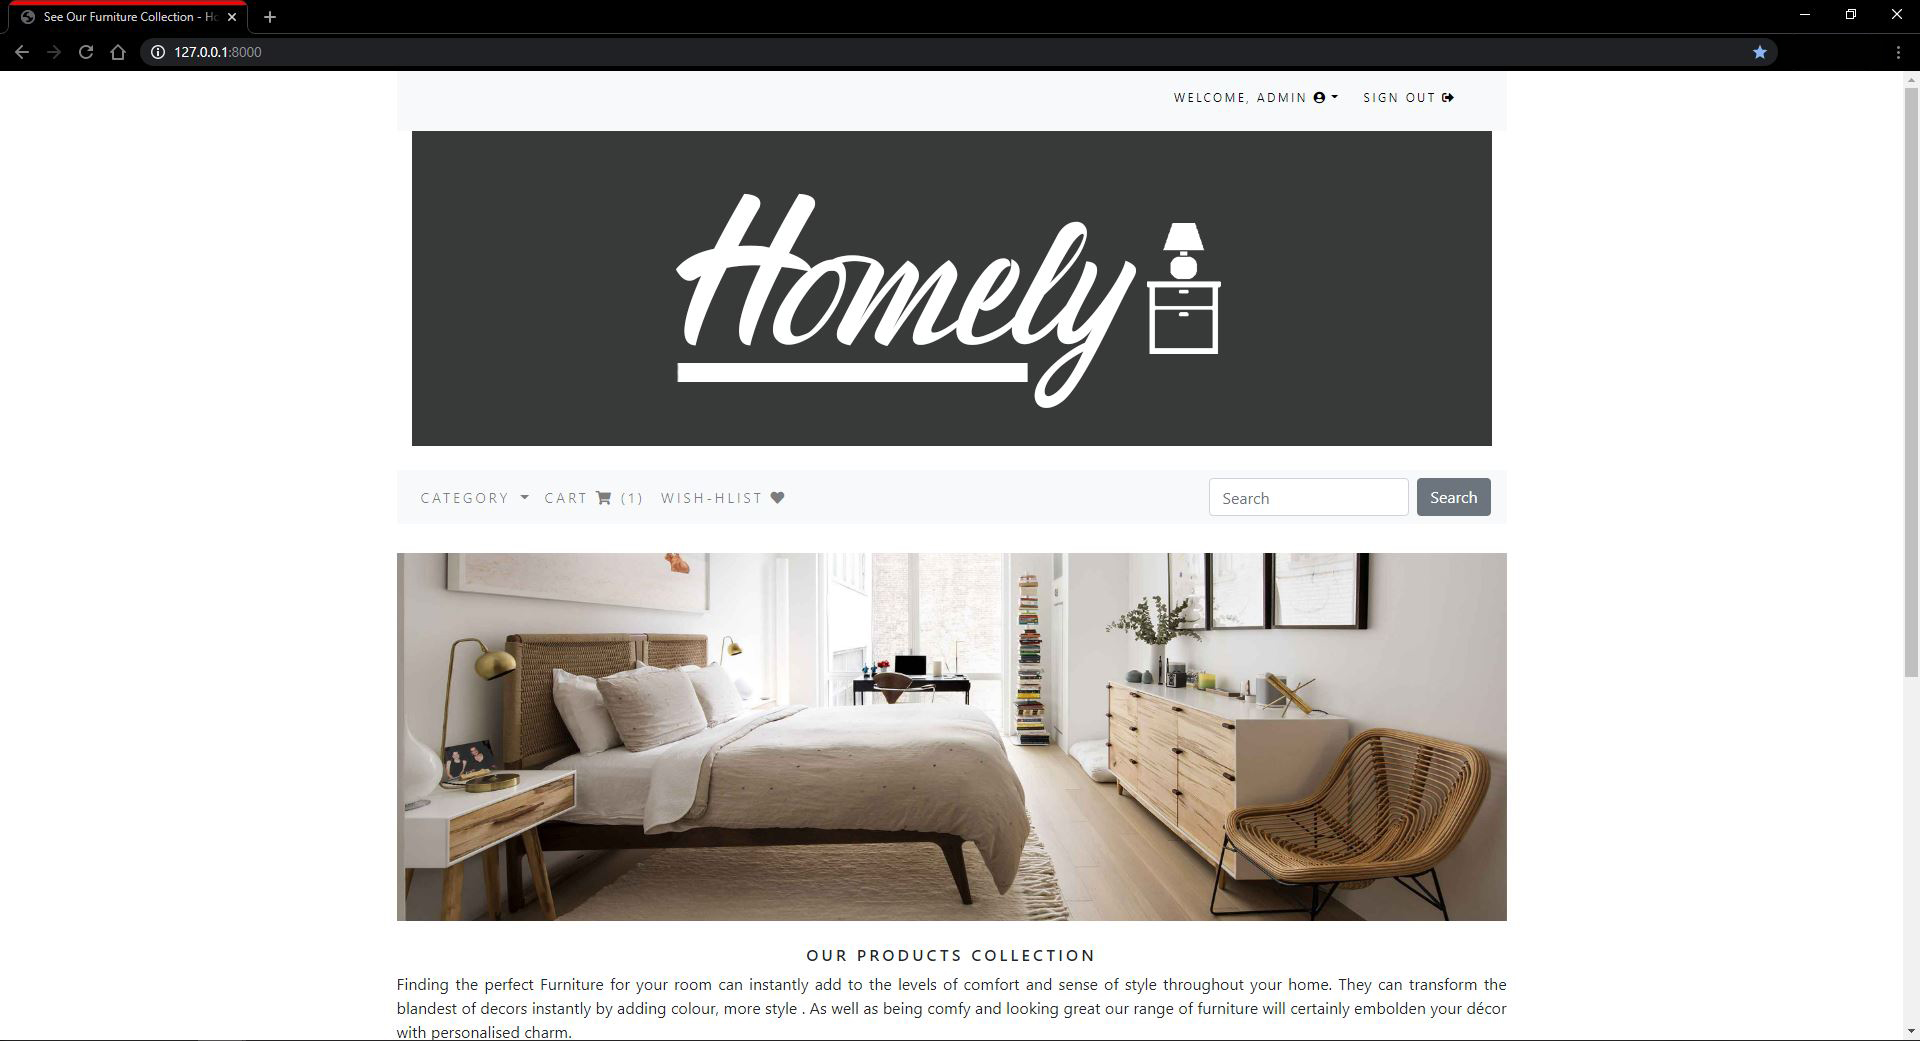 See Our Furniture Collection - Ho
127.0.0.1:8000
WELCOME, ADMIN SIGN OUT
Homely
CATEGORY CART (1) WISH-HLIST Search Search
OUR PRODUCTS COLLECTION
Finding the perfect Furniture for your room can instantly add to the levels of comfort and sense of style throughout your home. They can transform the
blandest of decors instantly by adding colour, more style . As well as being comfy and looking great our range of furniture will certainly embolden your décor
with personalised charm.